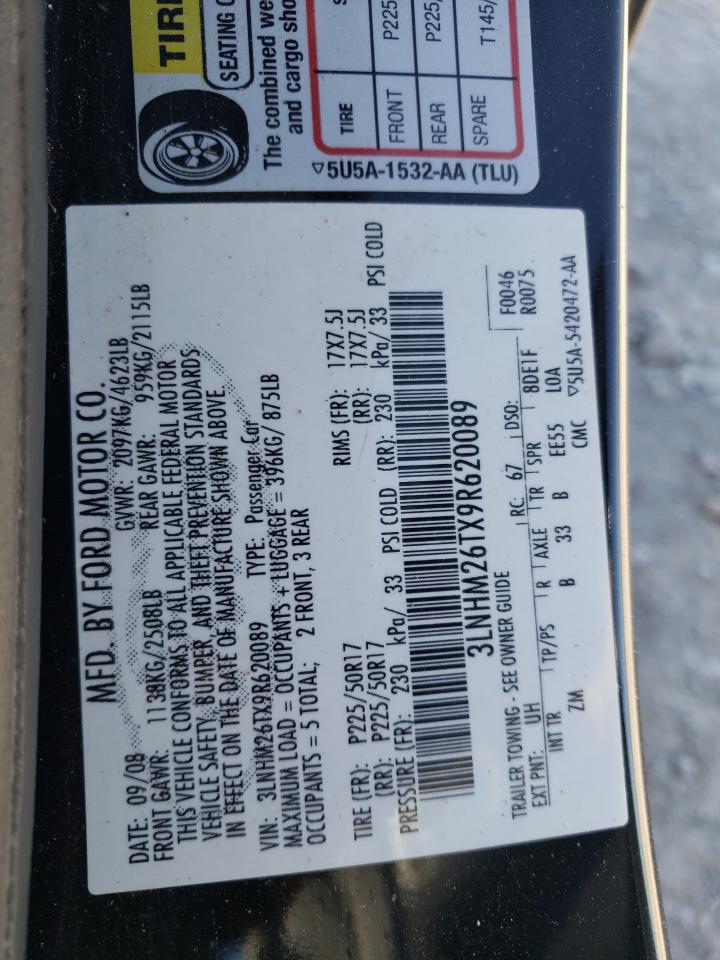 TIRE
SEATING C
The combined we
and cargo sho
TIRE S
FRONT P225
REAR P225/
SPARE T145/
5U5A-1532-AA (TLU)
MFD. BY FORD MOTOR CO.
DATE: 09/08 GVWR: 2097KG/4623LB
FRONT GAWR: 1138KG/2508LB REAR GAWR: 959KG/2115LB
THIS VEHICLE CONFORMS TO ALL APPLICABLE FEDERAL MOTOR
VEHICLE SAFETY, BUMPER, AND THEFT PREVENTION STANDARDS
IN EFFECT ON THE DATE OF MANUFACTURE SHOWN ABOVE.
VIN: 3LNHM26TX9R620089 TYPE: Passenger Car
MAXIMUM LOAD = OCCUPANTS + LUGGAGE = 396KG/ 875LB
OCCUPANTS = 5 TOTAL; 2 FRONT, 3 REAR
TIRE (FR): P225/50R17 RIMS (FR): 17X7.5J
(RR): P225/50R17 (RR): 17X7.5J
PRESSURE (FR): 230 kPa/ 33 PSI COLD (RR): 230 kPa/ 33 PSI COLD
3LNHM26TX9R620089
TRAILER TOWING - SEE OWNER GUIDE F0046
EXT PNT: UH RC: 67 DSO: R0075
INT TR TP/PS R AXLE TR SPR 8DE1F
ZM B 33 B EE55 L0A
CMC 5U5A-5420472-AA